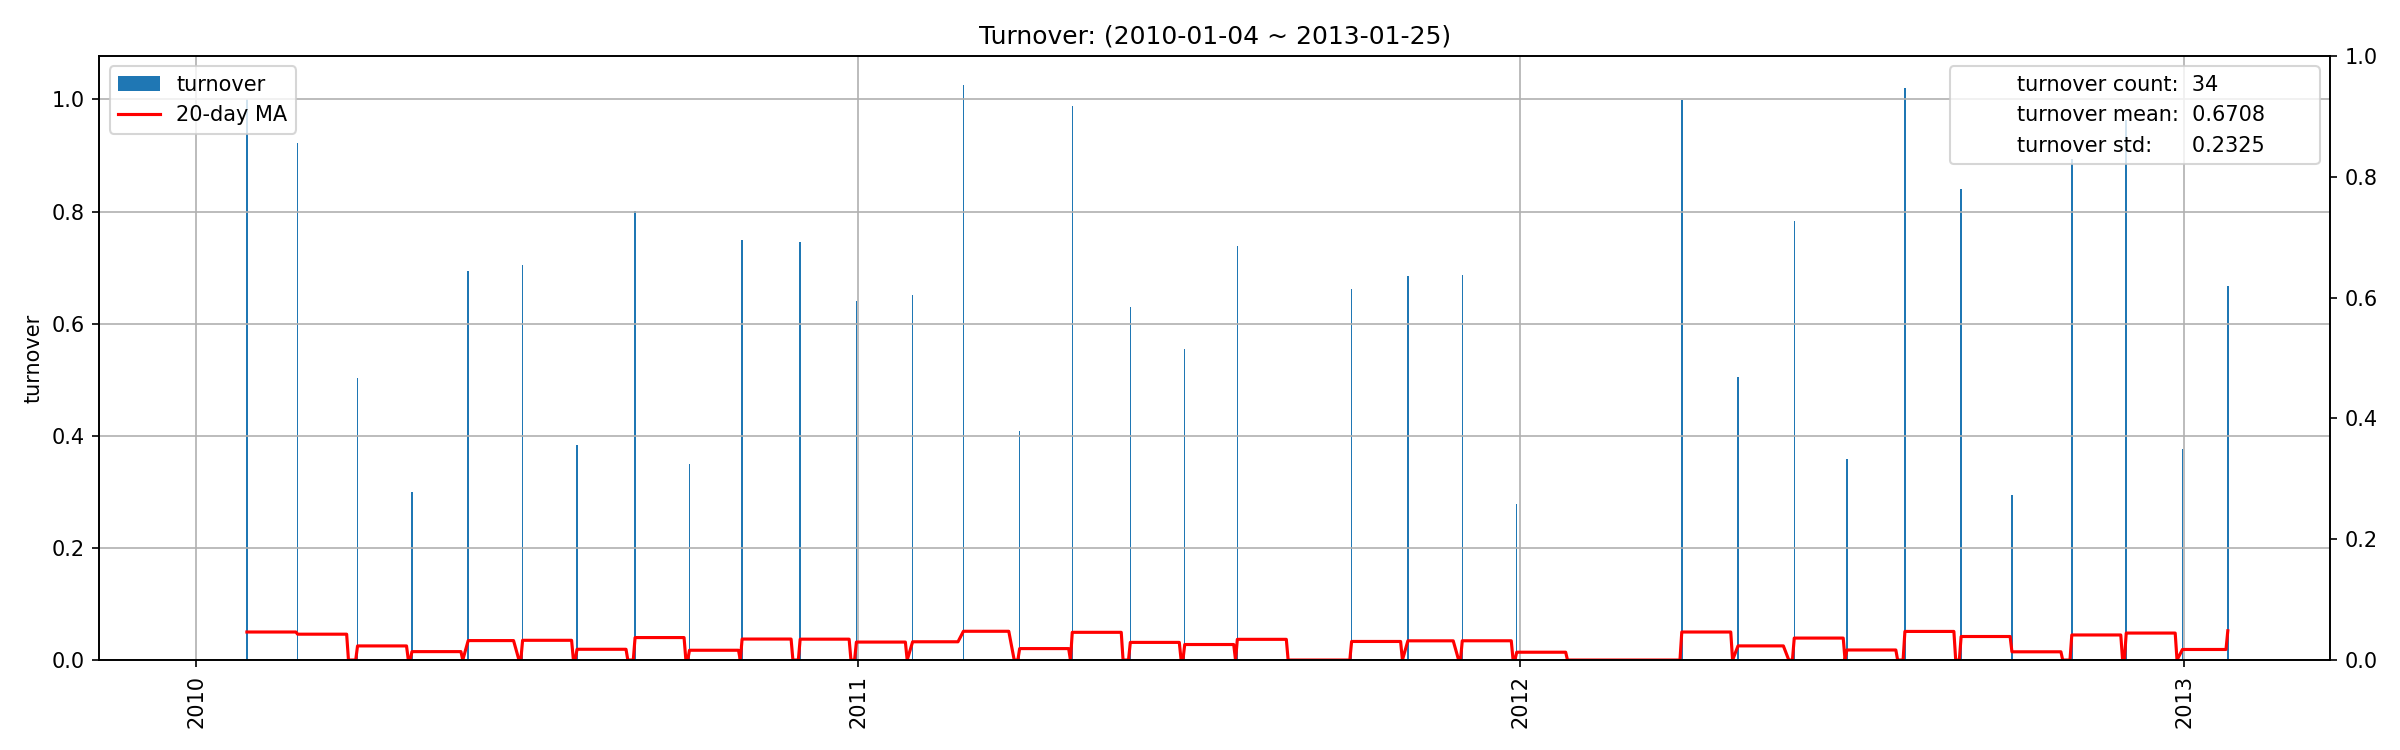 Turnover: (2010-01-04 ~ 2013-01-25)
turnover
20-day MA
turnover count: 34
turnover mean: 0.6708
turnover std: 0.2325
turnover
1.0
0.8
0.6
0.4
0.2
0.0
1.0
0.8
0.6
0.4
0.2
0.0
2010
2011
2012
2013